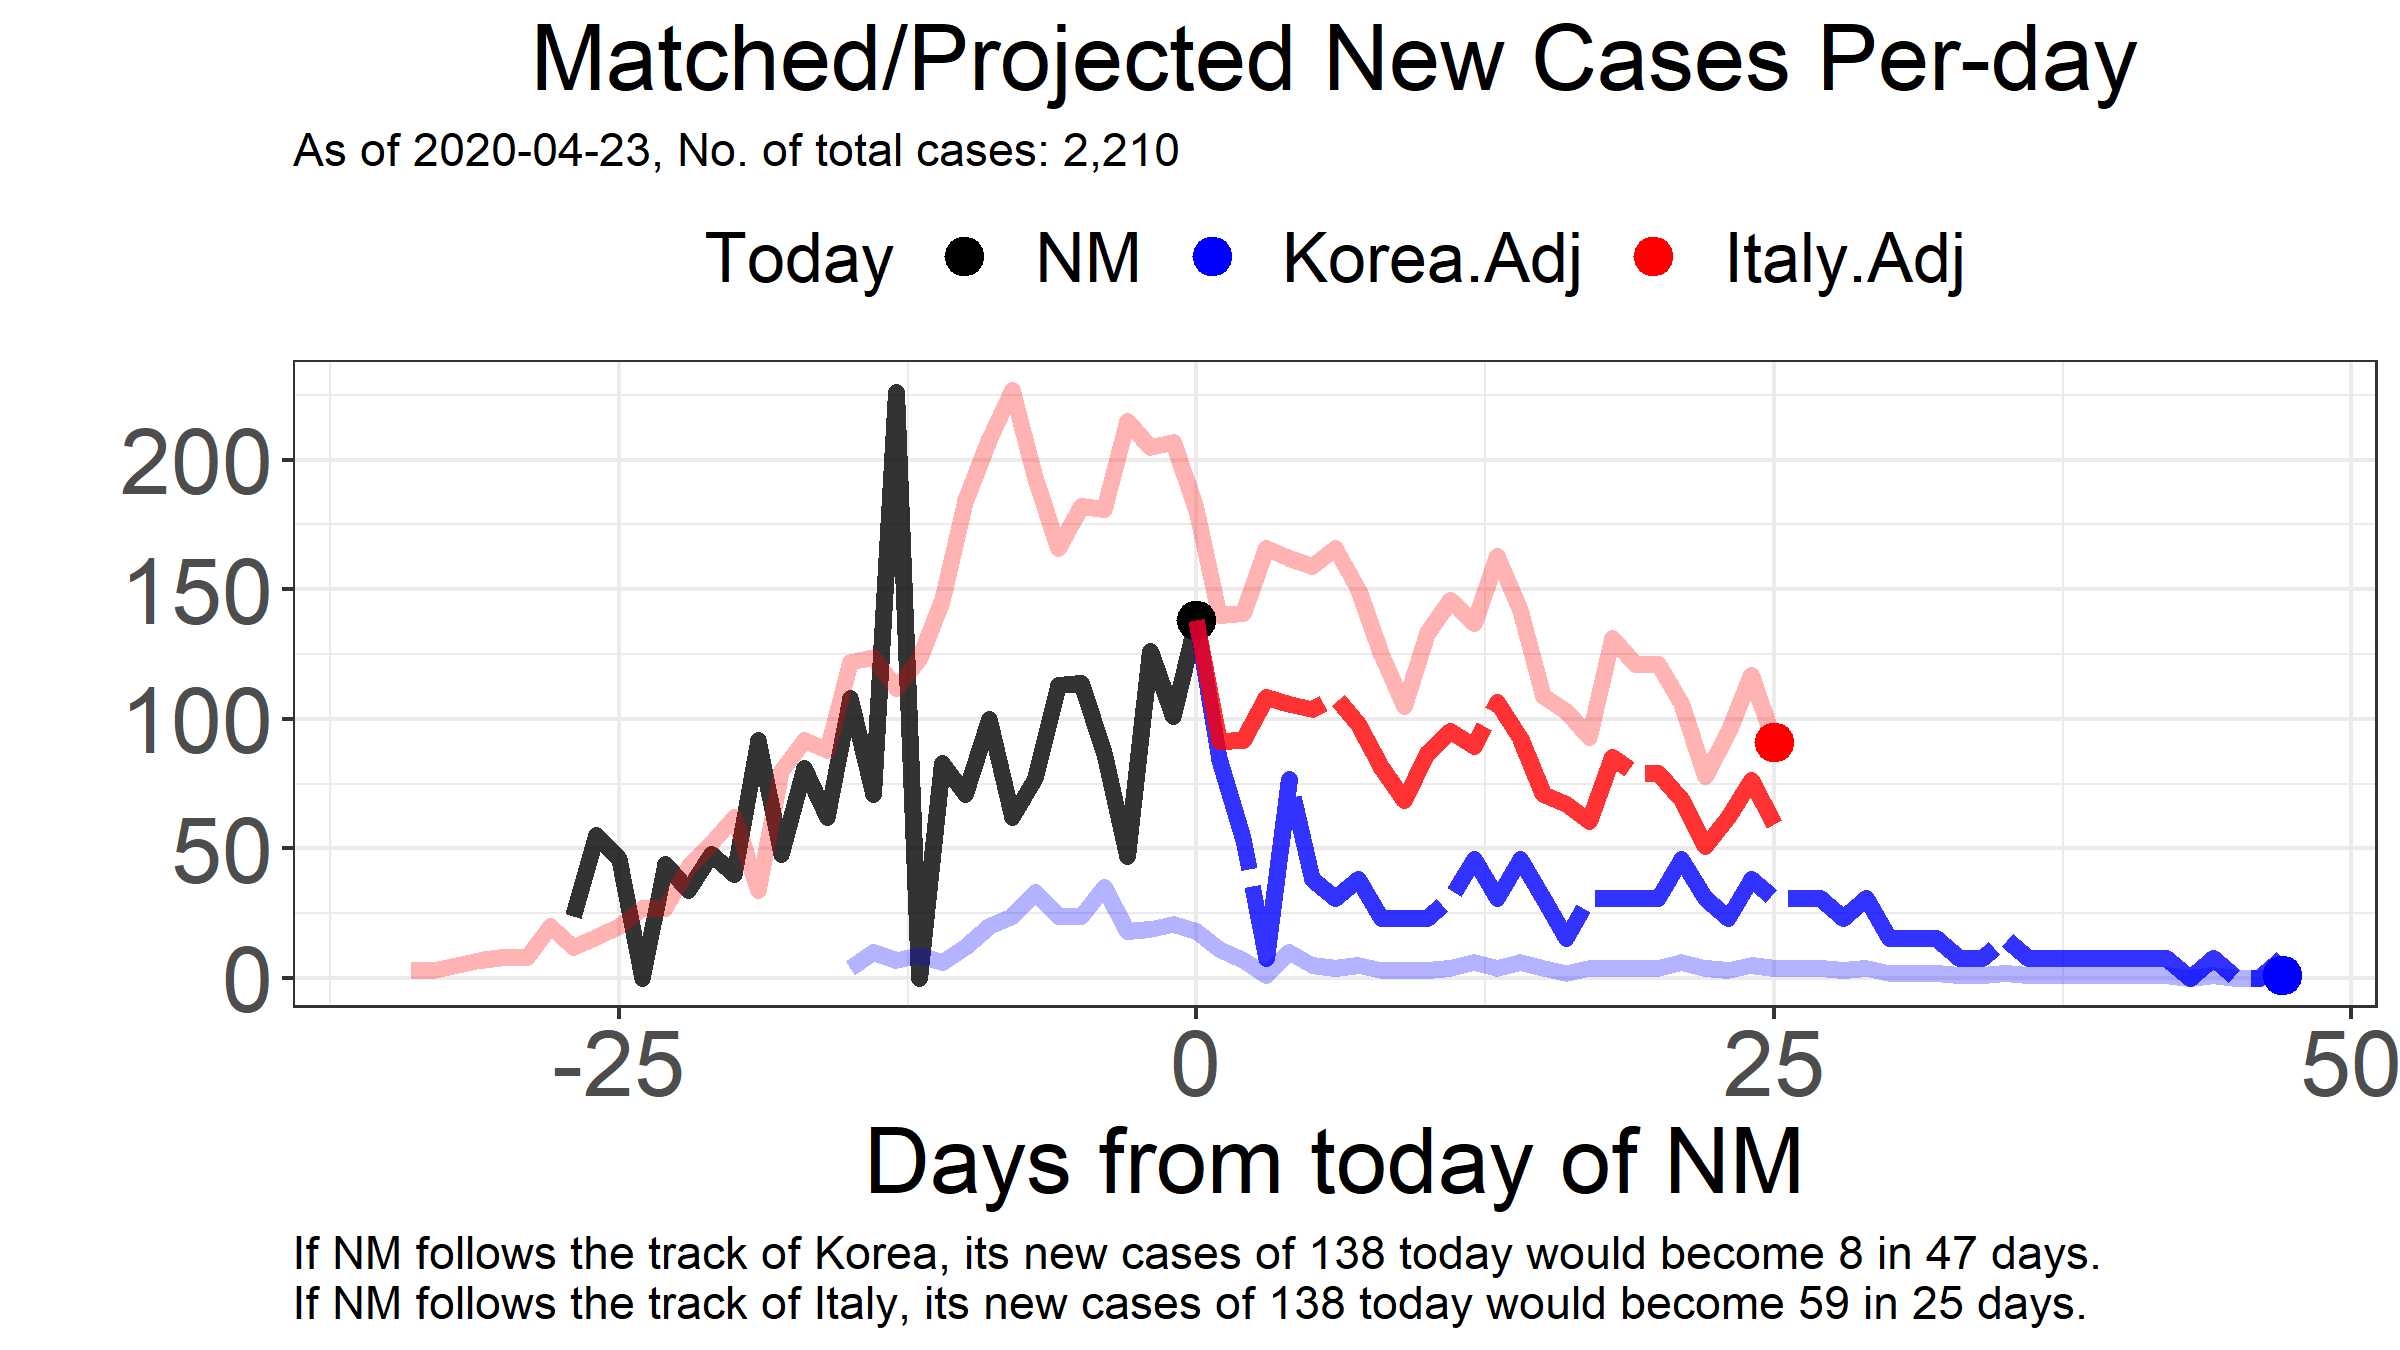 Matched/Projected New Cases Per-day
As of 2020-04-23, No. of total cases: 2,210
Today NM Korea.Adj Italy.Adj
200
150
100
50
0
-25 0 25 50
Days from today of NM
If NM follows the track of Korea, its new cases of 138 today would become 8 in 47 days.
If NM follows the track of Italy, its new cases of 138 today would become 59 in 25 days.